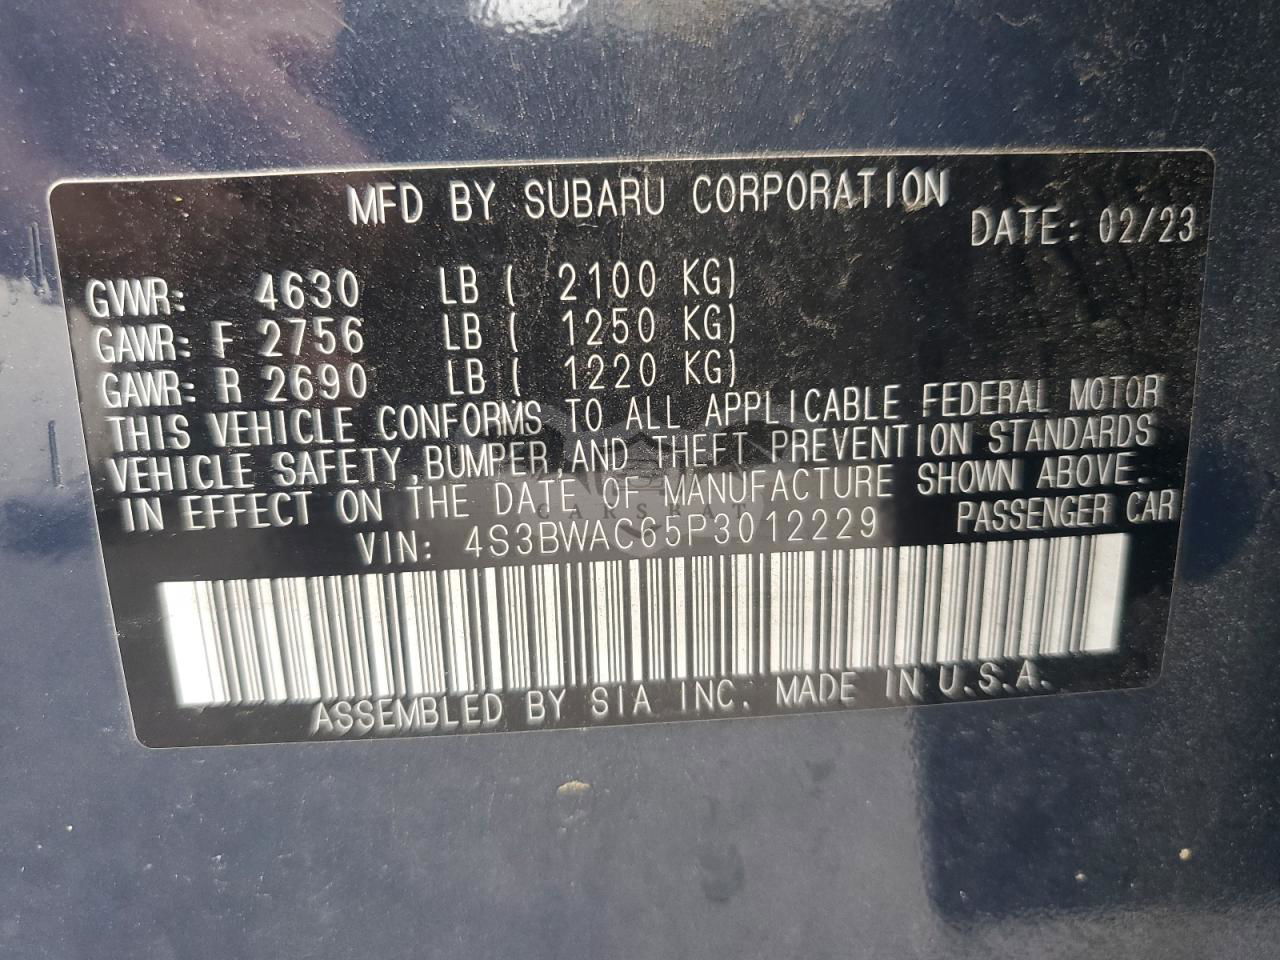 MFD BY SUBARU CORPORATION
DATE: 02/23
GVWR: 4630 LB ( 2100 KG)
GAWR: F 2756 LB ( 1250 KG)
GAWR: R 2690 LB ( 1220 KG)
THIS VEHICLE CONFORMS TO ALL APPLICABLE FEDERAL MOTOR
VEHICLE SAFETY,BUMPER,AND THEFT PREVENTION STANDARDS
IN EFFECT ON THE DATE OF MANUFACTURE SHOWN ABOVE.
CARSBAT
VIN: 4S3BWAC65P3012229 PASSENGER CAR
ASSEMBLED BY SIA INC. MADE IN U.S.A.